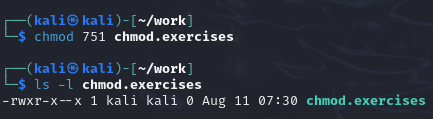 ┌──(kali㉿kali)-[~/work]
└─$ chmod 751 chmod.exercises
┌──(kali㉿kali)-[~/work]
└─$ ls -l chmod.exercises
-rwxr-x--x 1 kali kali 0 Aug 11 07:30 chmod.exercises